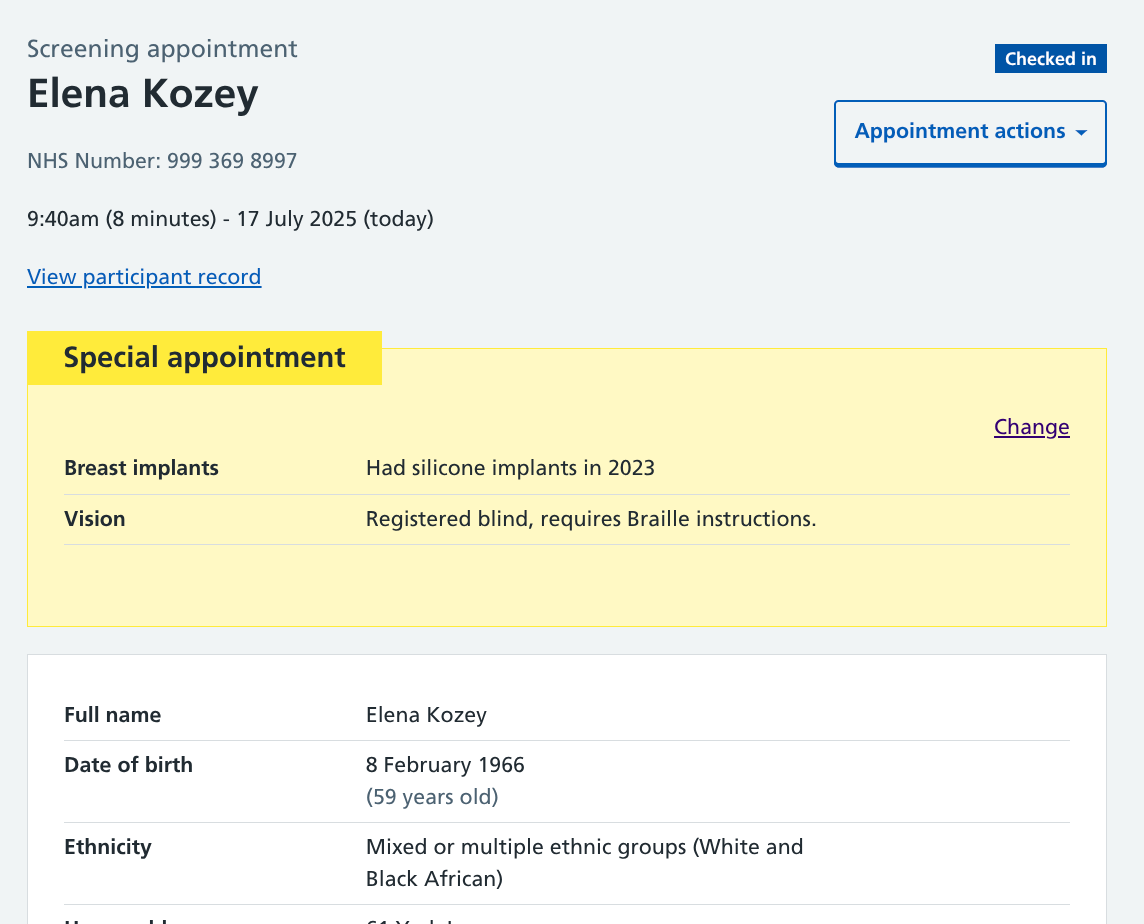 Screening appointment
Elena Kozey
Checked in
Appointment actions
NHS Number: 999 369 8997
9:40am (8 minutes) - 17 July 2025 (today)
View participant record
Special appointment
Change
Breast implants Had silicone implants in 2023
Vision Registered blind, requires Braille instructions.
Full name Elena Kozey
Date of birth 8 February 1966
(59 years old)
Ethnicity Mixed or multiple ethnic groups (White and
Black African)